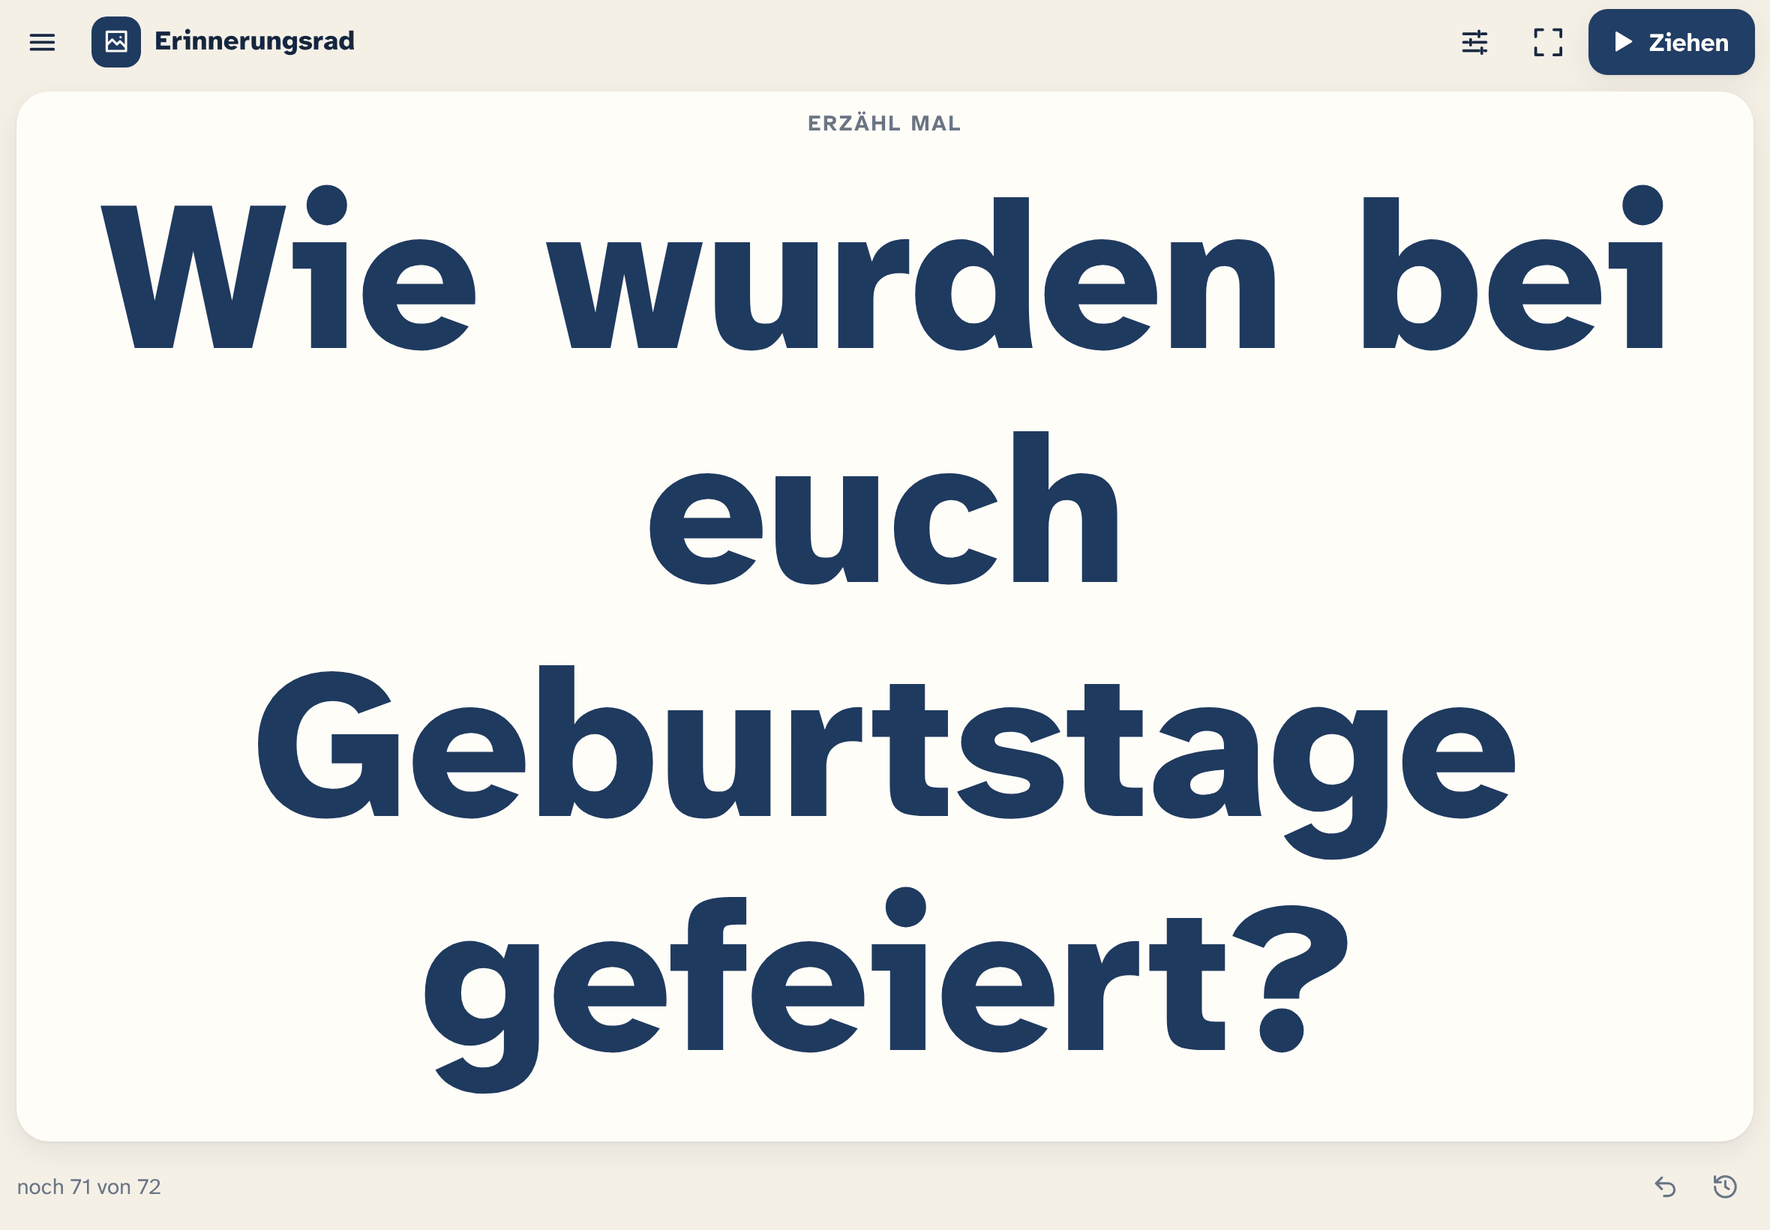 Erinnerungsrad
Ziehen
ERZÄHL MAL
Wie wurden bei
euch
Geburtstage
gefeiert?
noch 71 von 72